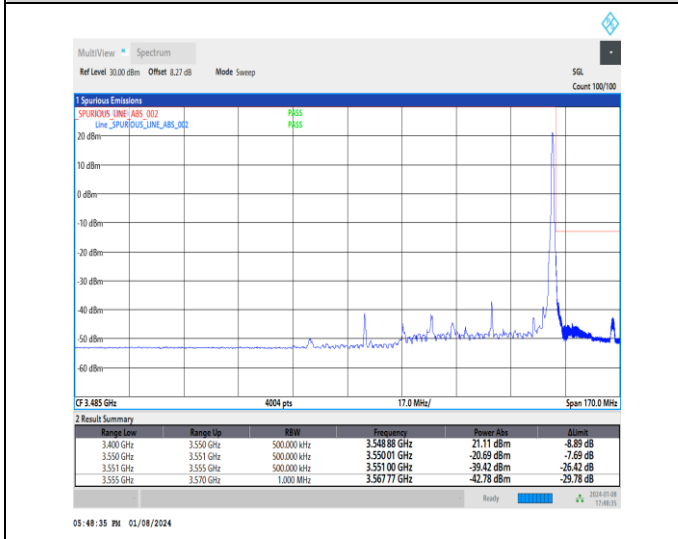 MultiView Spectrum
Ref Level 30.00 dBm Offset 8.27 dB Mode Sweep SGL
Count 100/100
1 Spurious Emissions
SPURIOUS_LINE_ABS_002 PASS
Line _SPURIOUS_LINE_ABS_002 PASS
20 dBm
10 dBm
0 dBm
-10 dBm
-20 dBm
-30 dBm
-40 dBm
-50 dBm
-60 dBm
CF 3.485 GHz 4004 pts 17.0 MHz/ Span 170.0 MHz
2 Result Summary
Range Low Range Up RBW Frequency Power Abs ΔLimit
3.400 GHz 3.550 GHz 500.000 kHz 3.548 88 GHz 21.11 dBm -8.89 dB
3.550 GHz 3.551 GHz 500.000 kHz 3.550 01 GHz -20.69 dBm -7.69 dB
3.551 GHz 3.555 GHz 500.000 kHz 3.551 00 GHz -39.42 dBm -26.42 dB
3.555 GHz 3.570 GHz 1.000 MHz 3.567 77 GHz -42.78 dBm -29.78 dB
Ready 2024-01-08
17:48:35
05:48:35 PM 01/08/2024